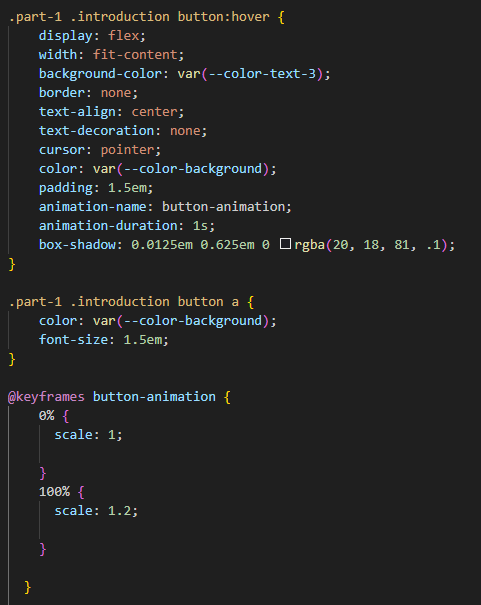 .part-1 .introduction button:hover {
    display: flex;
    width: fit-content;
    background-color: var(--color-text-3);
    border: none;
    text-align: center;
    text-decoration: none;
    cursor: pointer;
    color: var(--color-background);
    padding: 1.5em;
    animation-name: button-animation;
    animation-duration: 1s;
    box-shadow: 0.0125em 0.625em 0 rgba(20, 18, 81, .1);
}

.part-1 .introduction button a {
    color: var(--color-background);
    font-size: 1.5em;
}

@keyframes button-animation {
    0% {
      scale: 1;

    }
    100% {
      scale: 1.2;

    }

  }